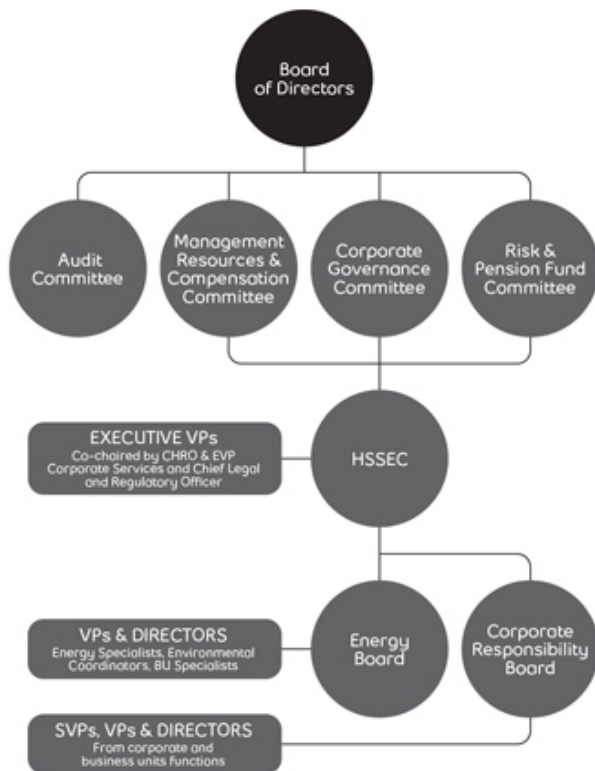 Board
of Directors
Audit
Committee
Management
Resources &
Compensation
Committee
Corporate
Governance
Committee
Risk &
Pension Fund
Committee
EXECUTIVE VPs
Co-chaired by CHRO & EVP
Corporate Services and Chief Legal
and Regulatory Officer
HSSEC
VPs & DIRECTORS
Energy Specialists, Environmental
Coordinators, BU Specialists
Energy
Board
Corporate
Responsibility
Board
SVPs, VPs & DIRECTORS
From corporate and
business units functions